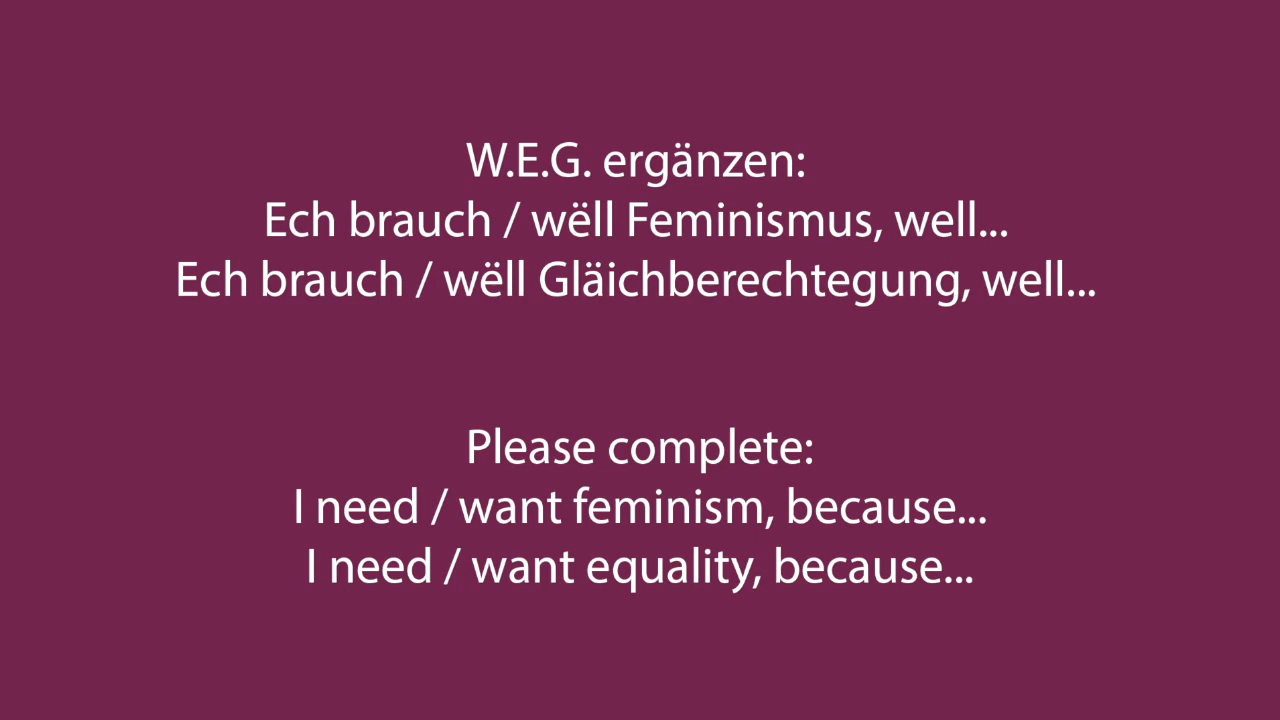 W.E.G. ergänzen:
Ech brauch / wëll Feminismus, well...
Ech brauch / wëll Gläichberechtegung, well...
Please complete:
I need / want feminism, because...
I need / want equality, because...